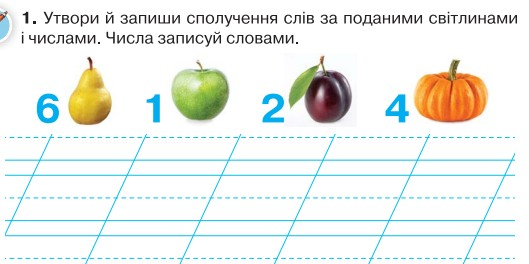 1. Утвори й запиши сполучення слів за поданими світлинами
і числами. Числа записуй словами.
6 1 2 4